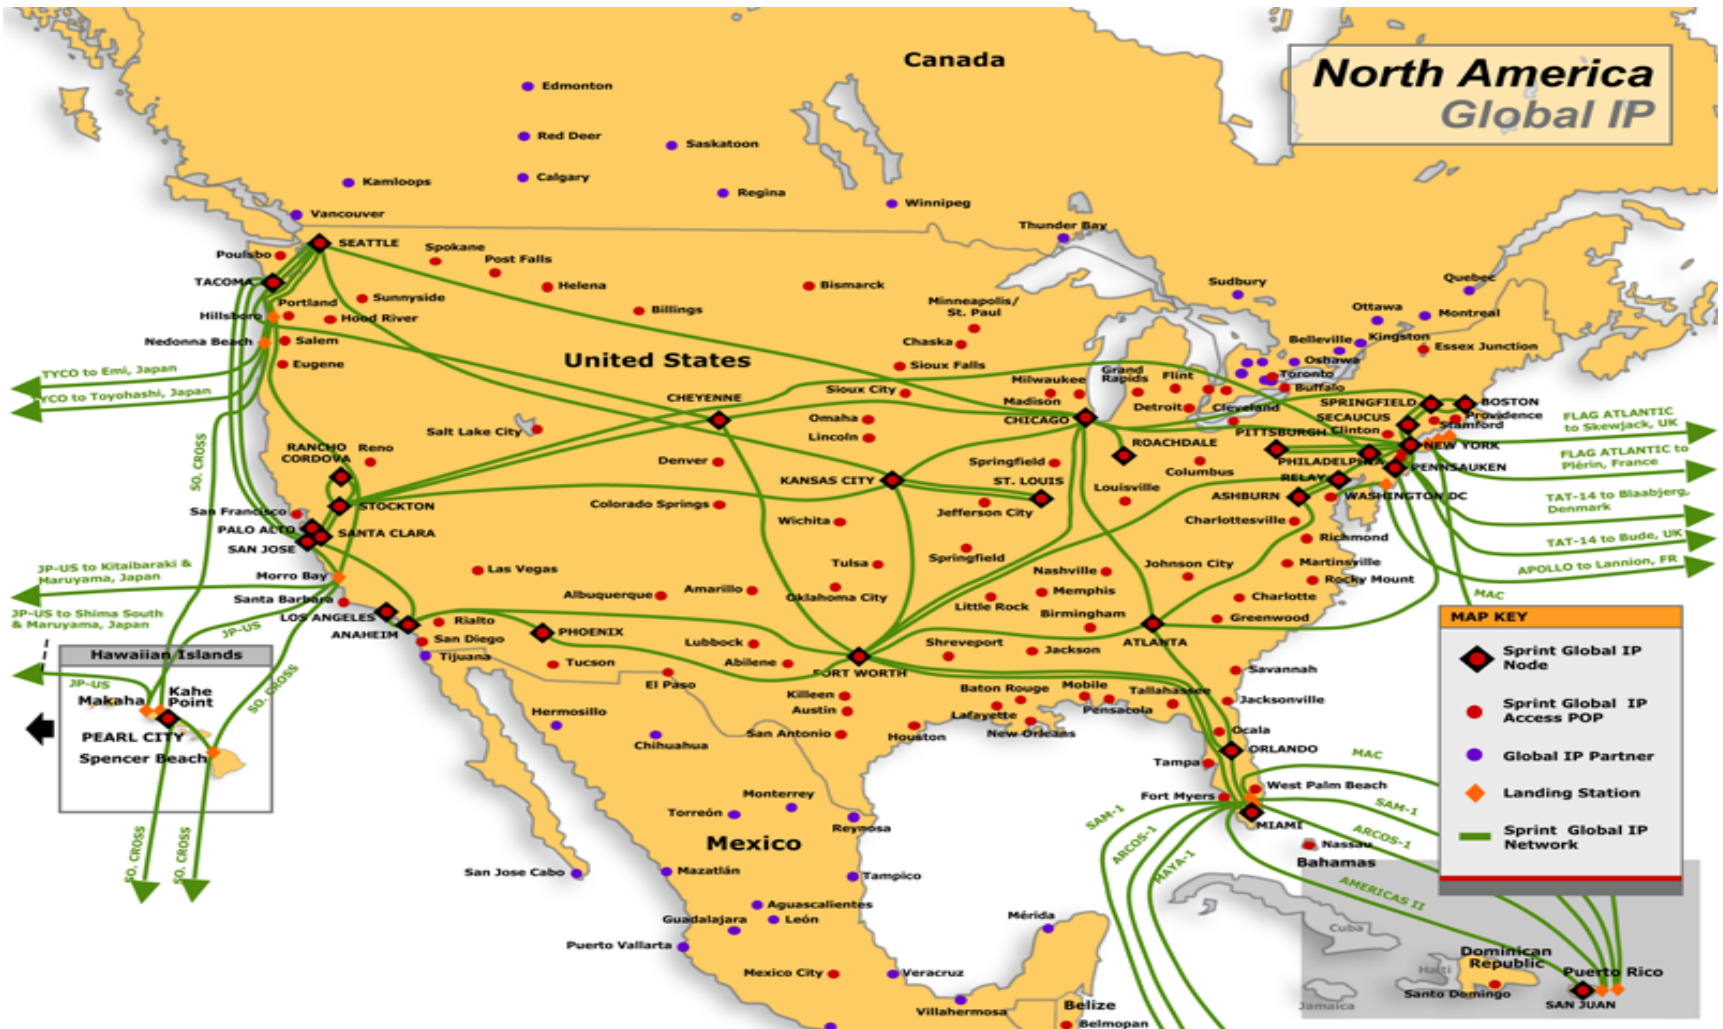 Canada
North America
Global IP
Edmonton
Red Deer
Saskatoon
Calgary
Kamloops
Regina
Winnipeg
Vancouver
Thunder Bay
SEATTLE
Poulsbo
Spokane
Post Falls
TACOMA
Helena
Bismarck
Sudbury
Quebec
Portland
Sunnyside
Hillsboro
Hood River
Billings
Minneapolis/
St. Paul
Ottawa
Montreal
Nedonna Beach
Salem
Chaska
Belleville
Kingston
Essex Junction
Eugene
United States
Sioux Falls
Oshawa
TYCO to Emi, Japan
YCO to Toyohashi, Japan
Grand
Rapids
Flint
Toronto
Buffalo
Sioux City
Milwaukee
Madison
Detroit
Cleveland
CHEYENNE
Omaha
CHICAGO
SPRINGFIELD
BOSTON
SECAUCUS
Providence
Stamford
FLAG ATLANTIC
to Skewjack, UK
Salt Lake City
Lincoln
ROACHDALE
PITTSBURGH
Clinton
NEW YORK
RANCHO
CORDOVA
Reno
SO. CROSS
Denver
Springfield
Columbus
PHILADELPHIA
PENNSAUKEN
FLAG ATLANTIC to
Plérin, France
KANSAS CITY
ST. LOUIS
Louisville
RELAY
ASHBURN
WASHINGTON DC
STOCKTON
San Francisco
Colorado Springs
Jefferson City
TAT-14 to Blaabjerg,
Denmark
PALO ALTO
SANTA CLARA
SAN JOSE
Wichita
Charlottesville
Richmond
TAT-14 to Bude, UK
Springfield
APOLLO to Lannion, FR
JP-US to Kitaibaraki &
Maruyama, Japan
Morro Bay
Las Vegas
Tulsa
Nashville
Johnson City
Martinsville
Rocky Mount
MAC
Santa Barbara
Albuquerque
Amarillo
Oklahoma City
Little Rock
Memphis
Charlotte
JP-US to Shima South
& Maruyama, Japan
LOS ANGELES
ANAHEIM
Rialto
PHOENIX
Birmingham
Greenwood
JP-US
San Diego
Tijuana
Tucson
Lubbock
Abilene
Shreveport
Jackson
ATLANTA
FORT WORTH
El Paso
Savannah
MAP KEY
Sprint Global IP
Node
Sprint Global IP
Access POP
Global IP Partner
Landing Station
Sprint Global IP
Network
Hawaiian Islands
JP-US
Makaha
Kahe
Point
PEARL CITY
Spencer Beach
SO. CROSS
SO. CROSS
SO. CROSS
Hermosillo
Chihuahua
Killeen
Austin
San Antonio
Houston
Baton Rouge
Lafayette
New Orleans
Mobile
Pensacola
Tallahassee
Jacksonville
Ocala
ORLANDO
Tampa
MAC
West Palm Beach
Fort Myers
MIAMI
SAM-1
SAM-1
ARCOS-1
ARCOS-1
MAYA-1
Nassau
Bahamas
AMERICAS II
Monterrey
Torreón
Reynosa
Mexico
San Jose Cabo
Mazatlán
Tampico
Aguascalientes
Guadalajara
León
Mérida
Puerto Vallarta
Mexico City
Veracruz
Villahermosa
Belize
Belmopan
Cuba
Haiti
Jamaica
Dominican
Republic
Santo Domingo
Puerto Rico
SAN JUAN